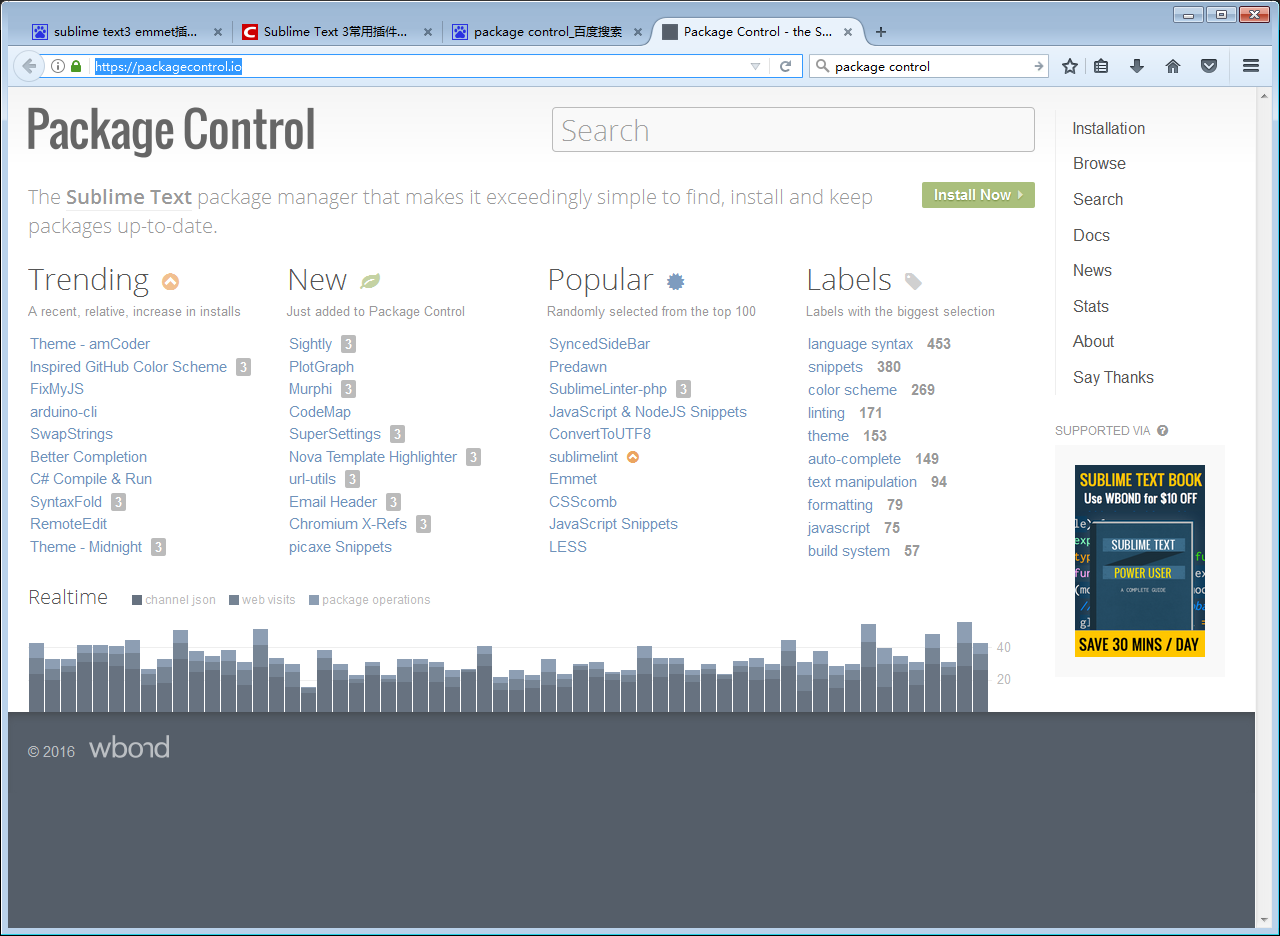 sublime text3 emmet插...
Sublime Text 3常用插件...
package control_百度搜索
Package Control - the S...
https://packagecontrol.io
package control
Package Control
Search
The Sublime Text package manager that makes it exceedingly simple to find, install and keep
packages up-to-date.
Install Now
Trending
A recent, relative, increase in installs
Theme - amCoder
Inspired GitHub Color Scheme 3
FixMyJS
arduino-cli
SwapStrings
Better Completion
C# Compile & Run
SyntaxFold 3
RemoteEdit
Theme - Midnight 3
New
Just added to Package Control
Sightly 3
PlotGraph
Murphi 3
CodeMap
SuperSettings 3
Nova Template Highlighter 3
url-utils 3
Email Header 3
Chromium X-Refs 3
picaxe Snippets
Popular
Randomly selected from the top 100
SyncedSideBar
Predawn
SublimeLinter-php 3
JavaScript & NodeJS Snippets
ConvertToUTF8
sublimelint
Emmet
CSScomb
JavaScript Snippets
LESS
Labels
Labels with the biggest selection
language syntax 453
snippets 380
color scheme 269
linting 171
theme 153
auto-complete 149
text manipulation 94
formatting 79
javascript 75
build system 57
Realtime
channel json
web visits
package operations
40
20
Installation
Browse
Search
Docs
News
Stats
About
Say Thanks
SUPPORTED VIA ?
SUBLIME TEXT BOOK
Use WBOND for $10 OFF
SUBLIME TEXT
POWER USER
A COMPLETE GUIDE
SAVE 30 MINS / DAY
© 2016 wbond